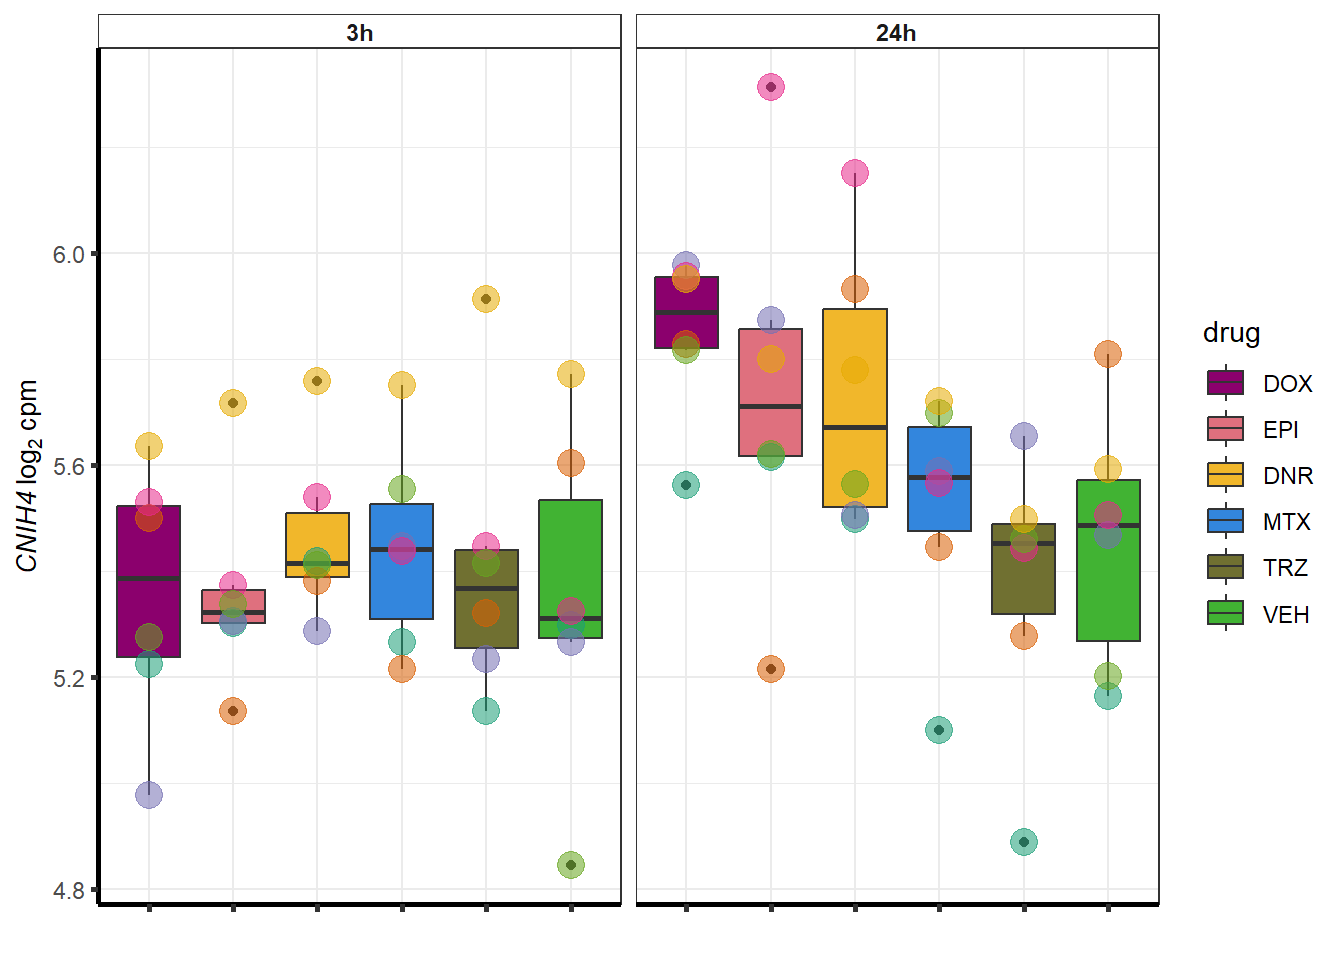 3h
24h
6.0
5.6
5.2
4.8
CNIH4 log₂ cpm
drug
DOX
EPI
DNR
MTX
TRZ
VEH